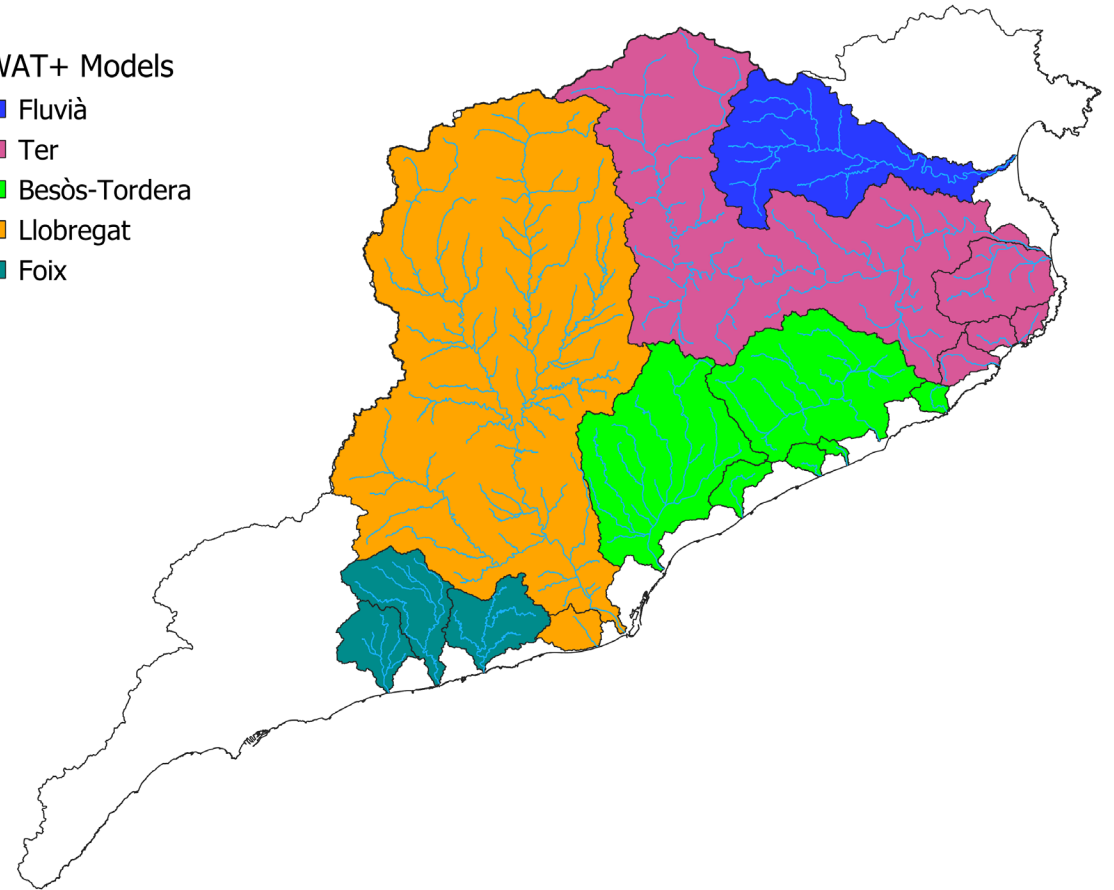 WAT+ Models
Fluvià
Ter
Besòs-Tordera
Llobregat
Foix